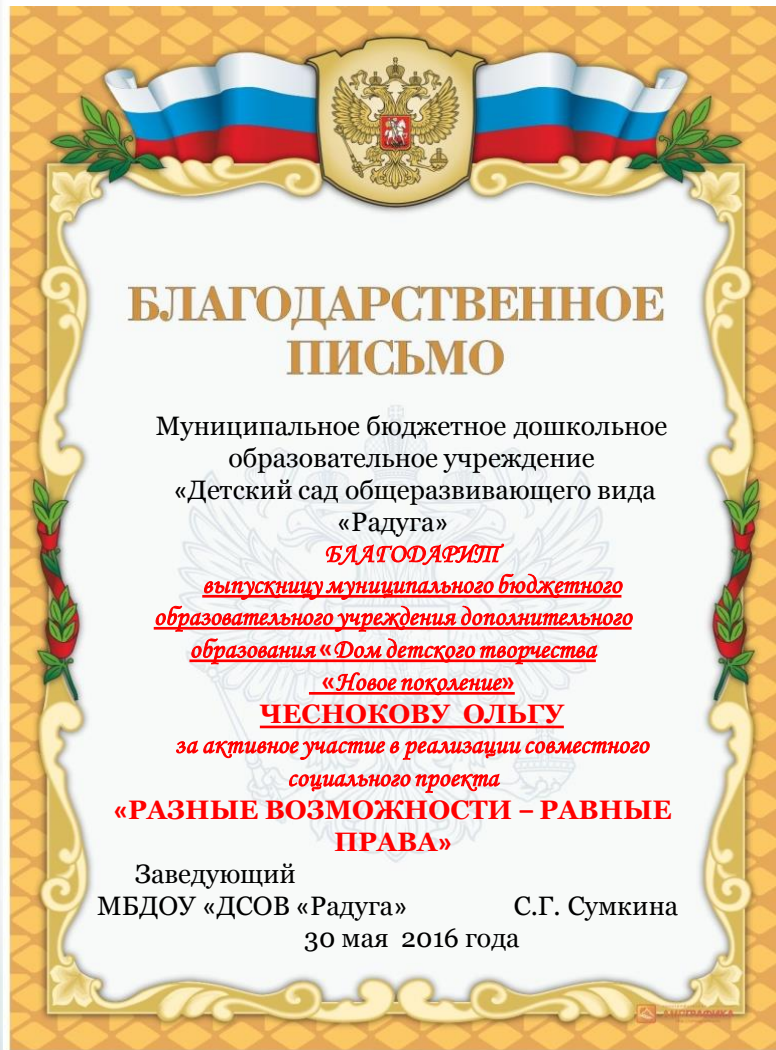 БЛАГОДАРСТВЕННОЕ
ПИСЬМО
Муниципальное бюджетное дошкольное
образовательное учреждение
«Детский сад общеразвивающего вида
«Радуга»
БЛАГОДАРИТ
выпускницу муниципального бюджетного
образовательного учреждения дополнительного
образования «Дом детского творчества
«Новое поколение»
ЧЕСНОКОВУ ОЛЬГУ
за активное участие в реализации совместного
социального проекта
«РАЗНЫЕ ВОЗМОЖНОСТИ – РАВНЫЕ
ПРАВА»
Заведующий
МБДОУ «ДСОВ «Радуга» С.Г. Сумкина
30 мая 2016 года